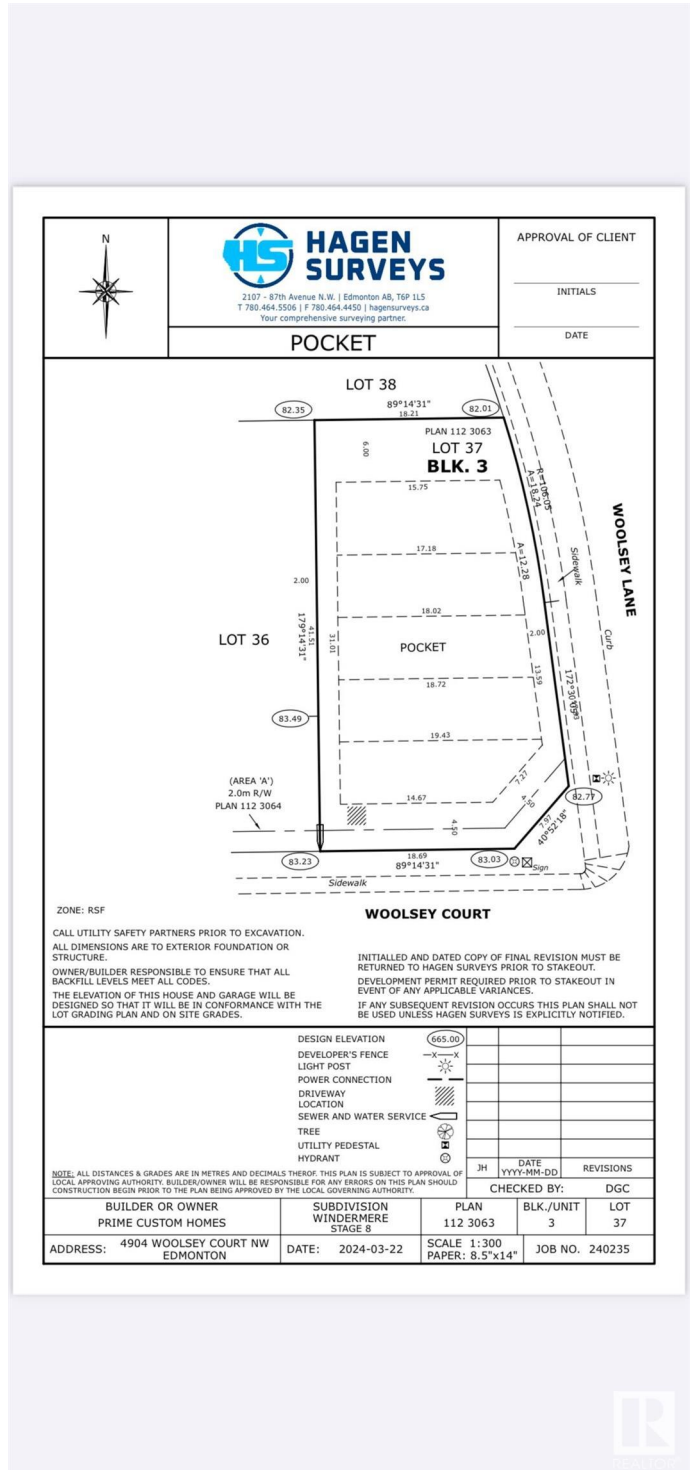 N
HS
HAGEN
SURVEYS
2107 - 87th Avenue N.W. | Edmonton AB, T6P 1L5
T 780.464.5506 | F 780.464.4450 | hagensurveys.ca
Your comprehensive surveying partner.
POCKET
APPROVAL OF CLIENT
INITIALS
DATE
LOT 38
82.35
89°14'31"
18.21
82.01
PLAN 112 3063
LOT 37
BLK. 3
6.00
15.75
R=106.05
A=18.24
A=12.28
17.18
WOOLSEY LANE
Sidewalk
Curb
2.00
179°14'31"
41.51
31.01
18.02
2.00
LOT 36
POCKET
13.59
172°30'05"
18.72
83.49
19.43
7.27
(AREA 'A')
2.0m R/W
PLAN 112 3064
14.67
4.50
82.77
4.50
7.97
40°52'18"
83.23
18.69
89°14'31"
83.03
Sign
Sidewalk
WOOLSEY COURT
ZONE: RSF
CALL UTILITY SAFETY PARTNERS PRIOR TO EXCAVATION.
ALL DIMENSIONS ARE TO EXTERIOR FOUNDATION OR
STRUCTURE.
OWNER/BUILDER RESPONSIBLE TO ENSURE THAT ALL
BACKFILL LEVELS MEET ALL CODES.
THE ELEVATION OF THIS HOUSE AND GARAGE WILL BE
DESIGNED SO THAT IT WILL BE IN CONFORMANCE WITH THE
LOT GRADING PLAN AND ON SITE GRADES.
INITIALLED AND DATED COPY OF FINAL REVISION MUST BE
RETURNED TO HAGEN SURVEYS PRIOR TO STAKEOUT.
DEVELOPMENT PERMIT REQUIRED PRIOR TO STAKEOUT IN
EVENT OF ANY APPLICABLE VARIANCES.
IF ANY SUBSEQUENT REVISION OCCURS THIS PLAN SHALL NOT
BE USED UNLESS HAGEN SURVEYS IS EXPLICITLY NOTIFIED.
DESIGN ELEVATION 665.00
DEVELOPER'S FENCE X X
LIGHT POST
POWER CONNECTION
DRIVEWAY
LOCATION
SEWER AND WATER SERVICE
TREE
UTILITY PEDESTAL
HYDRANT
NOTE: ALL DISTANCES & GRADES ARE IN METRES AND DECIMALS THEROF. THIS PLAN IS SUBJECT TO APPROVAL OF
LOCAL APPROVING AUTHORITY. BUILDER/OWNER WILL BE RESPONSIBLE FOR ANY ERRORS ON THIS PLAN SHOULD
CONSTRUCTION BEGIN PRIOR TO THE PLAN BEING APPROVED BY THE LOCAL GOVERNING AUTHORITY.
JH
DATE
YYYY-MM-DD
REVISIONS
CHECKED BY: DGC
BUILDER OR OWNER
PRIME CUSTOM HOMES
SUBDIVISION
WINDERMERE
STAGE 8
PLAN
112 3063
BLK./UNIT
3
LOT
37
ADDRESS: 4904 WOOLSEY COURT NW
EDMONTON
DATE: 2024-03-22
SCALE 1:300
PAPER: 8.5"x14"
JOB NO. 240235
R
REALTOR